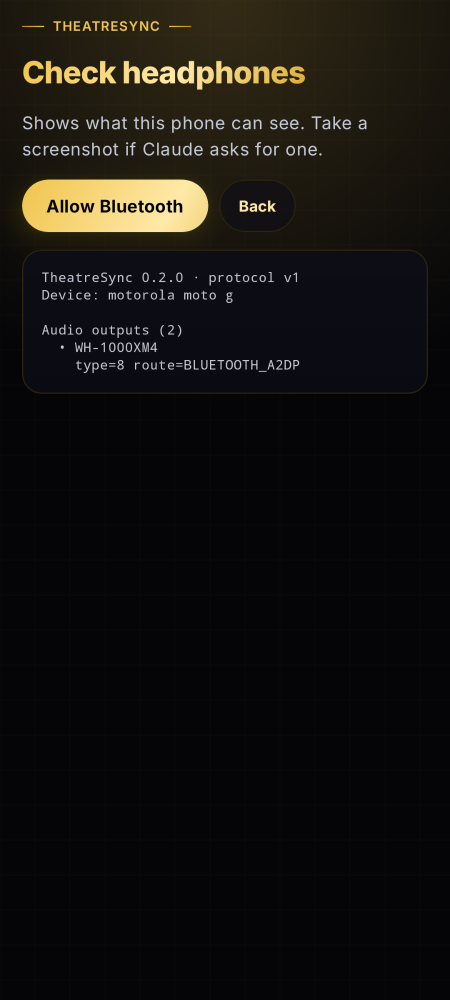 THEATRESYNC
Check headphones
Shows what this phone can see. Take a
screenshot if Claude asks for one.
Allow Bluetooth
Back
TheatreSync 0.2.0 · protocol v1
Device: motorola moto g
Audio outputs (2)
• WH-1000XM4
type=8 route=BLUETOOTH_A2DP